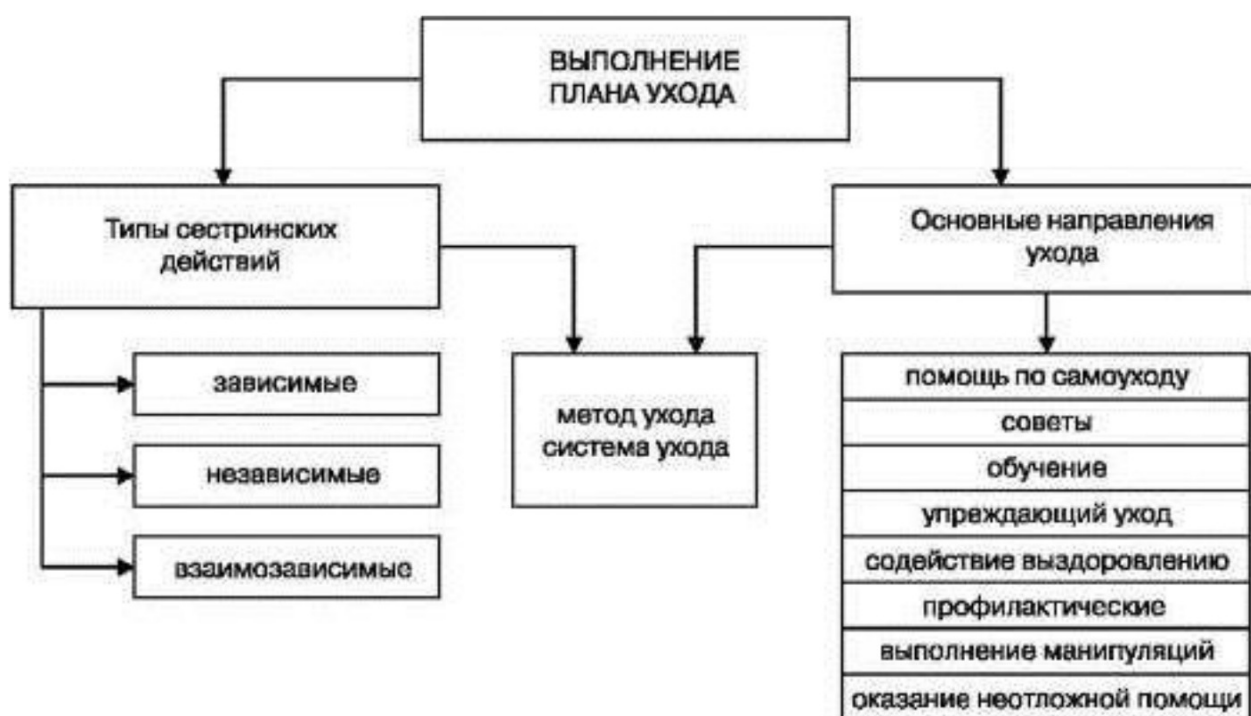 ВЫПОЛНЕНИЕ
ПЛАНА УХОДА
Типы сестринских
действий
Основные направления
ухода
зависимые
независимые
взаимозависимые
метод ухода
система ухода
помощь по самоуходу
советы
обучение
упреждающий уход
содействие выздоровлению
профилактические
выполнение манипуляций
оказание неотложной помощи